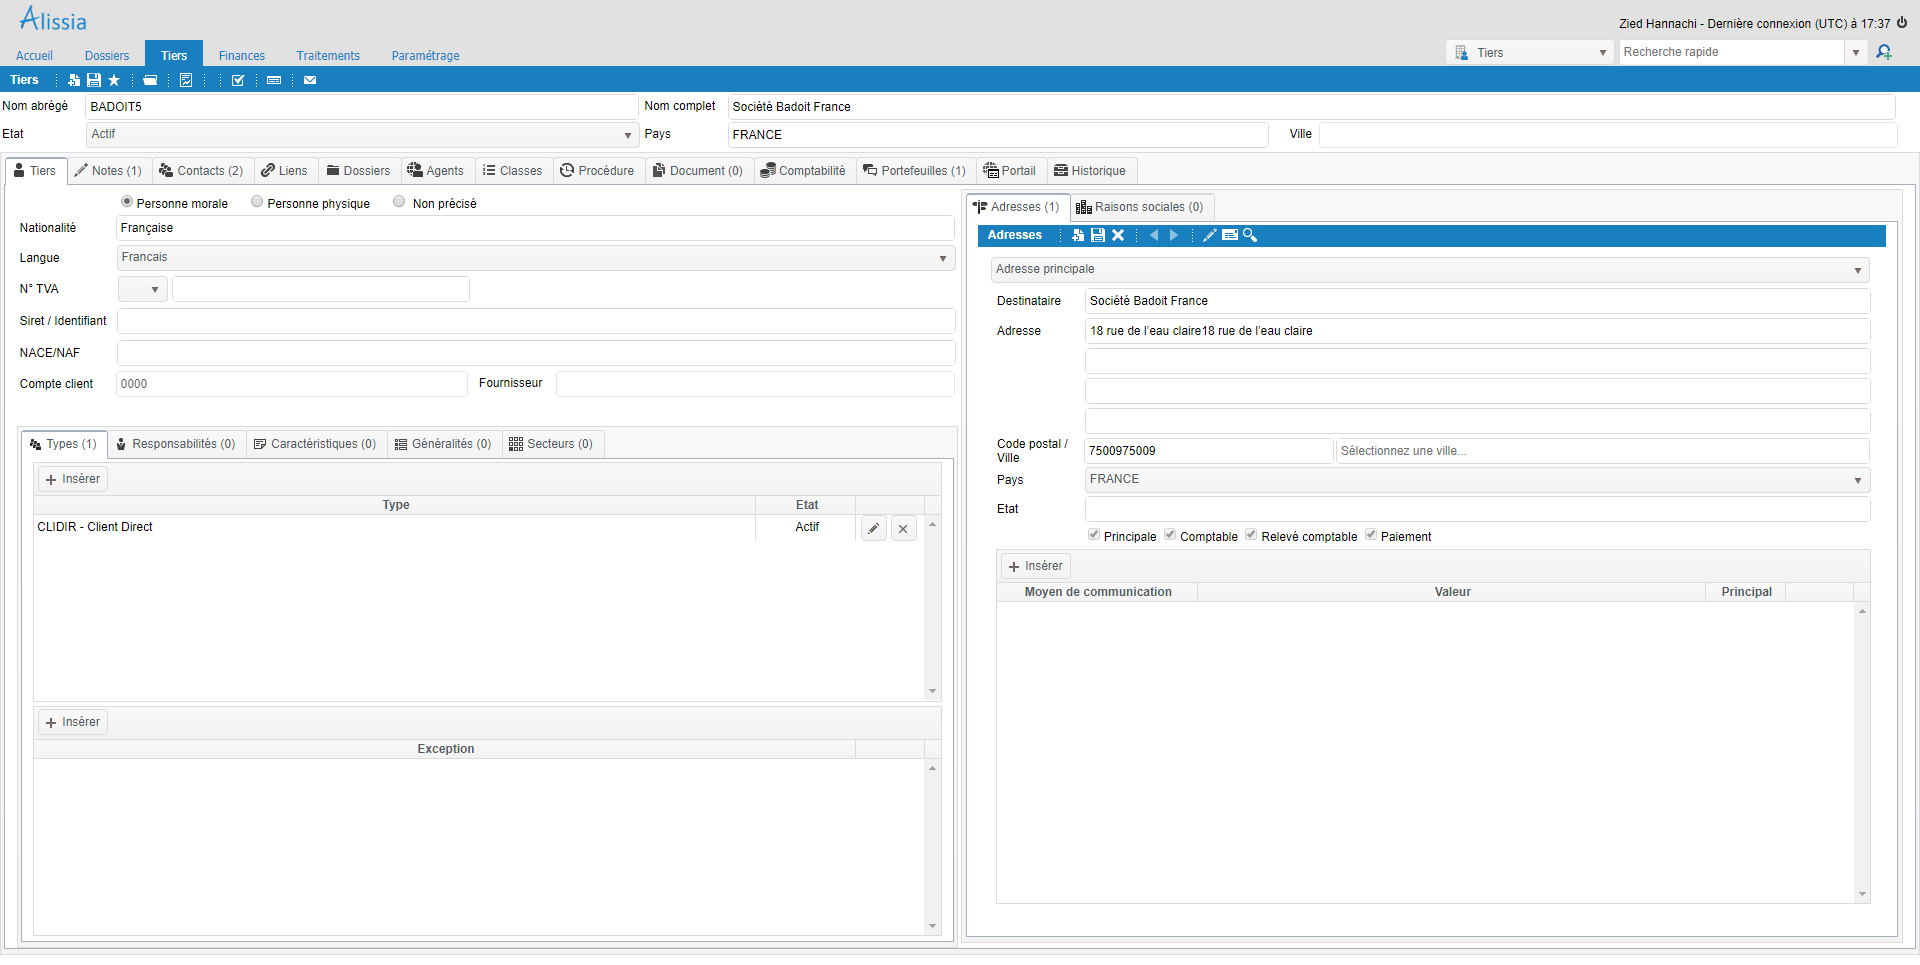 Alissia
Zied Hannachi - Dernière connexion (UTC) à 17:37
Accueil Dossiers Tiers Finances Traitements Paramétrage
Tiers Recherche rapide
Tiers
Nom abrégé BADOIT5 Nom complet Société Badoit France
Etat Actif Pays FRANCE Ville
Tiers Notes (1) Contacts (2) Liens Dossiers Agents Classes Procédure Document (0) Comptabilité Portefeuilles (1) Portail Historique
Personne morale Personne physique Non précisé
Nationalité Française
Langue Francais
N° TVA
Siret / Identifiant
NACE/NAF
Compte client 0000 Fournisseur
Types (1) Responsabilités (0) Caractéristiques (0) Généralités (0) Secteurs (0)
Insérer
Type Etat
CLIDIR - Client Direct Actif
Insérer
Exception
Adresses (1) Raisons sociales (0)
Adresses
Adresse principale
Destinataire Société Badoit France
Adresse 18 rue de l'eau claire18 rue de l'eau claire
Code postal / Ville 7500975009 Sélectionnez une ville...
Pays FRANCE
Etat
Principale Comptable Relevé comptable Paiement
Insérer
Moyen de communication Valeur Principal